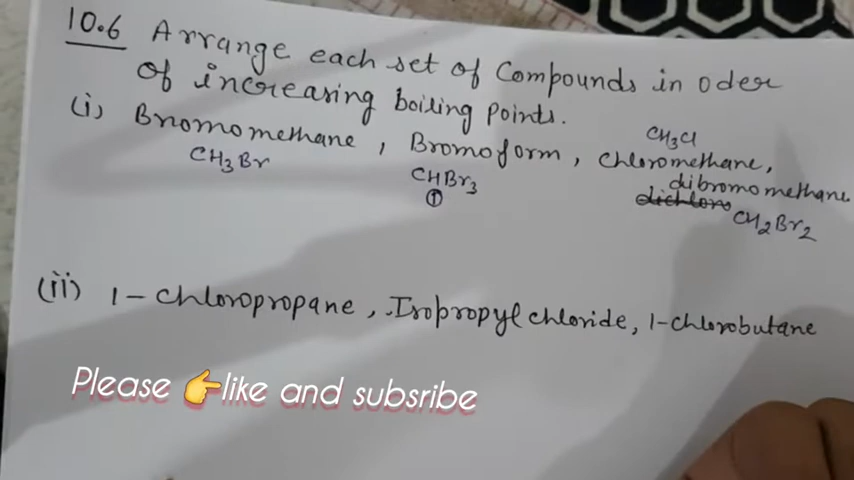 10.6 Arrange each set of Compounds in oder
of increasing boiling points.
(i) Bromomethane, Bromoform, chloromethane,
CH3Cl
dibromomethane
CH3Br
CHBr3
dichloro
CH2Br2
①
(ii) 1-chloropropane, Isopropyl chloride, 1-chlorobutane
Please 👉like and subsribe